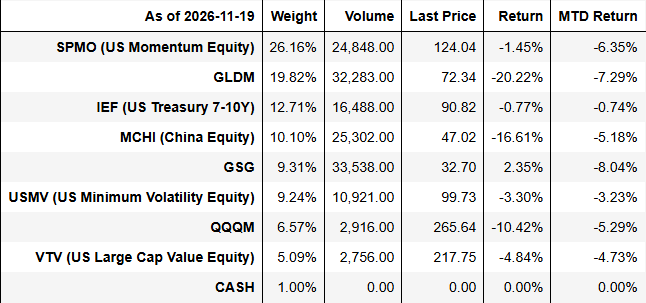 As of 2026-11-19 Weight Volume Last Price Return MTD Return
SPMO (US Momentum Equity) 26.16% 24,848.00 124.04 -1.45% -6.35%
GLDM 19.82% 32,283.00 72.34 -20.22% -7.29%
IEF (US Treasury 7-10Y) 12.71% 16,488.00 90.82 -0.77% -0.74%
MCHI (China Equity) 10.10% 25,302.00 47.02 -16.61% -5.18%
GSG 9.31% 33,538.00 32.70 2.35% -8.04%
USMV (US Minimum Volatility Equity) 9.24% 10,921.00 99.73 -3.30% -3.23%
QQQM 6.57% 2,916.00 265.64 -10.42% -5.29%
VTV (US Large Cap Value Equity) 5.09% 2,756.00 217.75 -4.84% -4.73%
CASH 1.00% 0.00 0.00 0.00% 0.00%